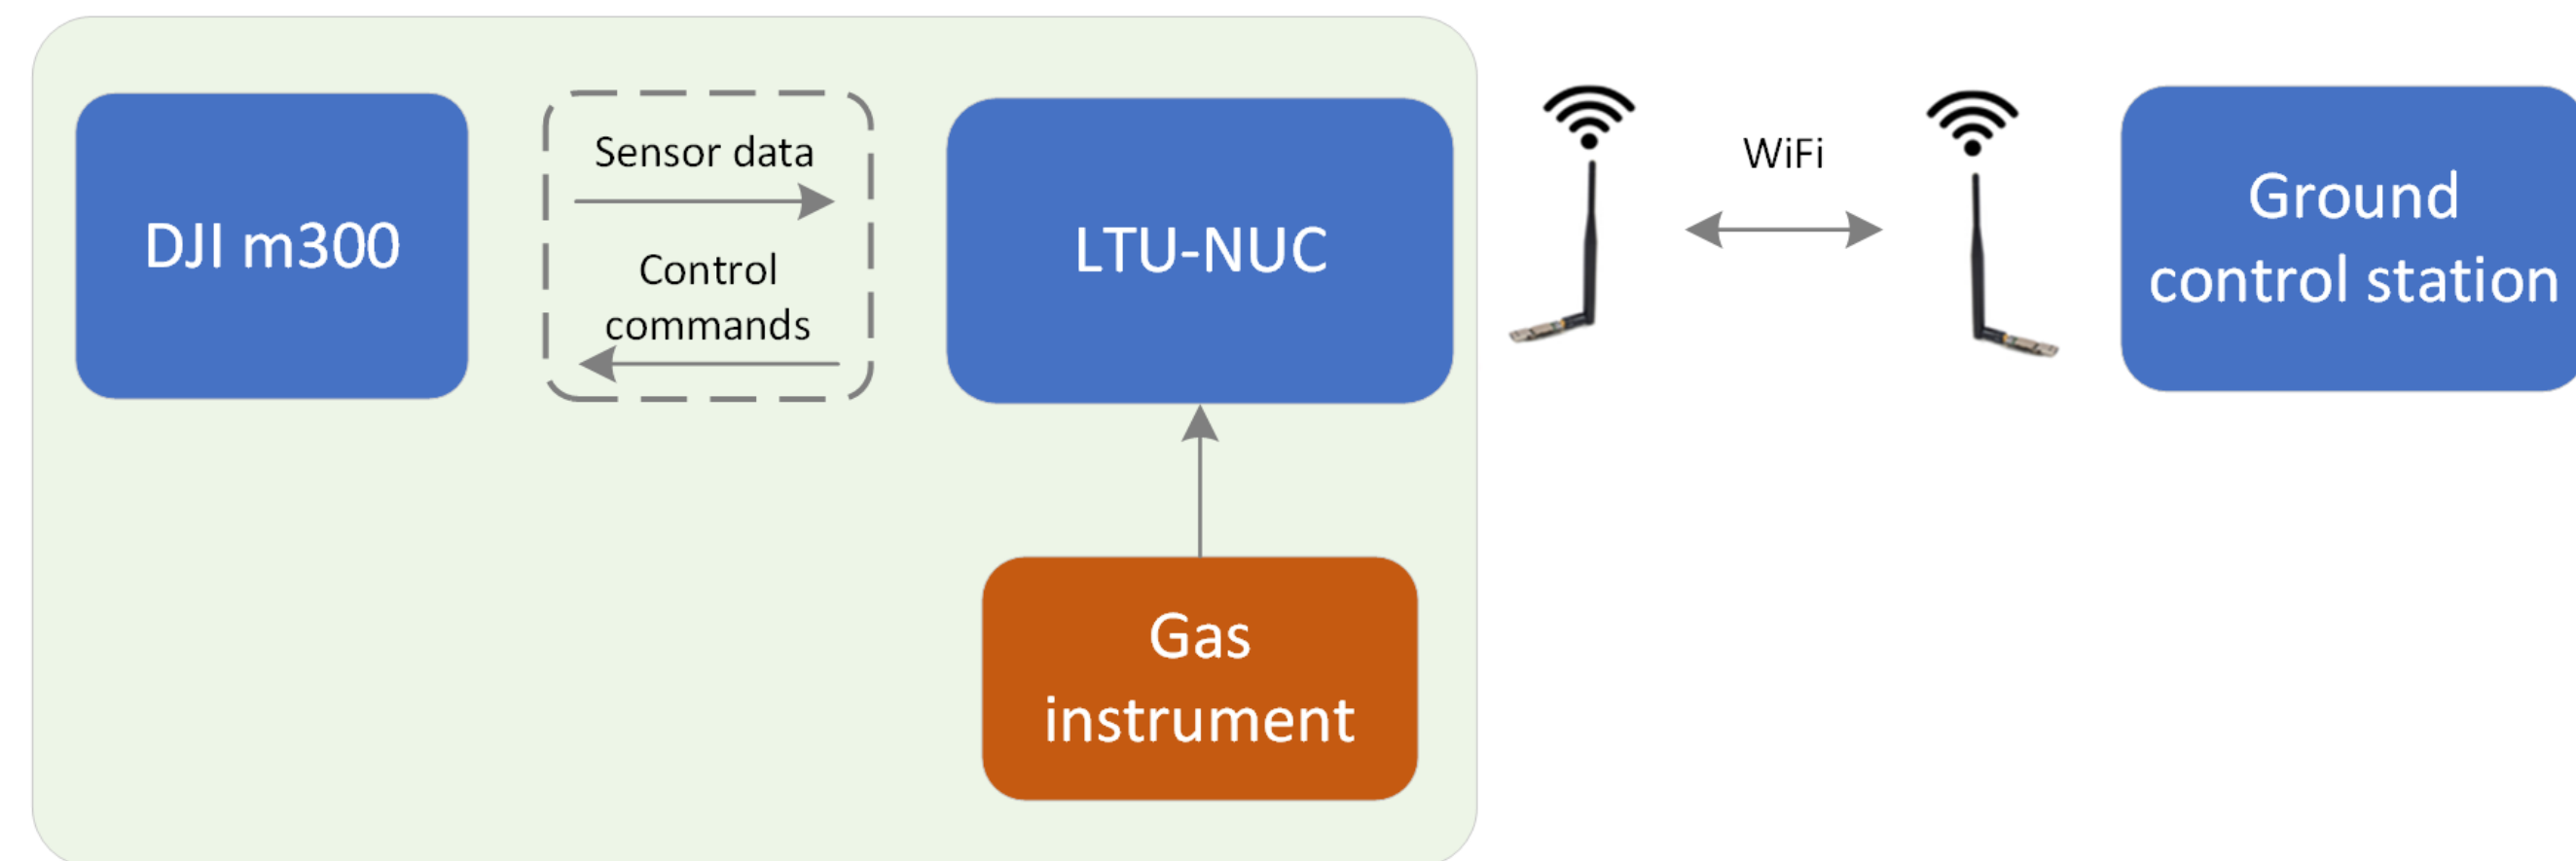 DJI m300
Sensor data
Control
commands
LTU-NUC
WiFi
Ground
control station
Gas
instrument